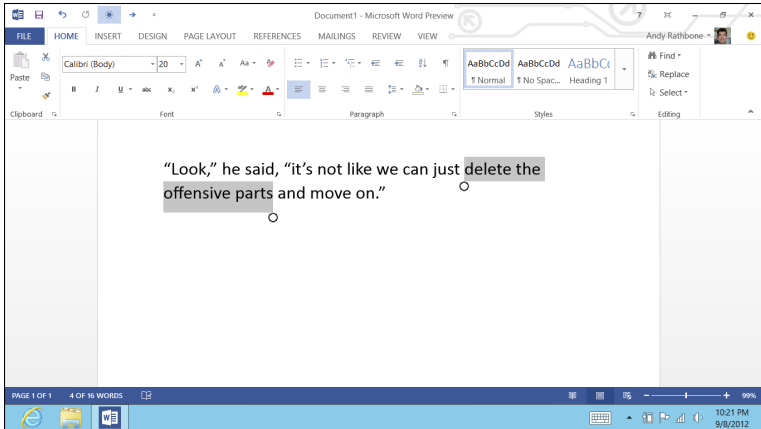 Document1 - Microsoft Word Preview
?
FILE HOME INSERT DESIGN PAGE LAYOUT REFERENCES MAILINGS REVIEW VIEW Andy Rathbone
Paste
Calibri (Body) 20 A A Aa
B I U abc x, x' A A
AaBbCcDd AaBbCcDd AaBbC
¶ Normal ¶ No Spac... Heading 1
Find
Replace
Select
Clipboard Font Paragraph Styles Editing
“Look,” he said, “it’s not like we can just delete the
offensive parts and move on.”
PAGE 1 OF 1 4 OF 16 WORDS 99%
10:21 PM
9/8/2012